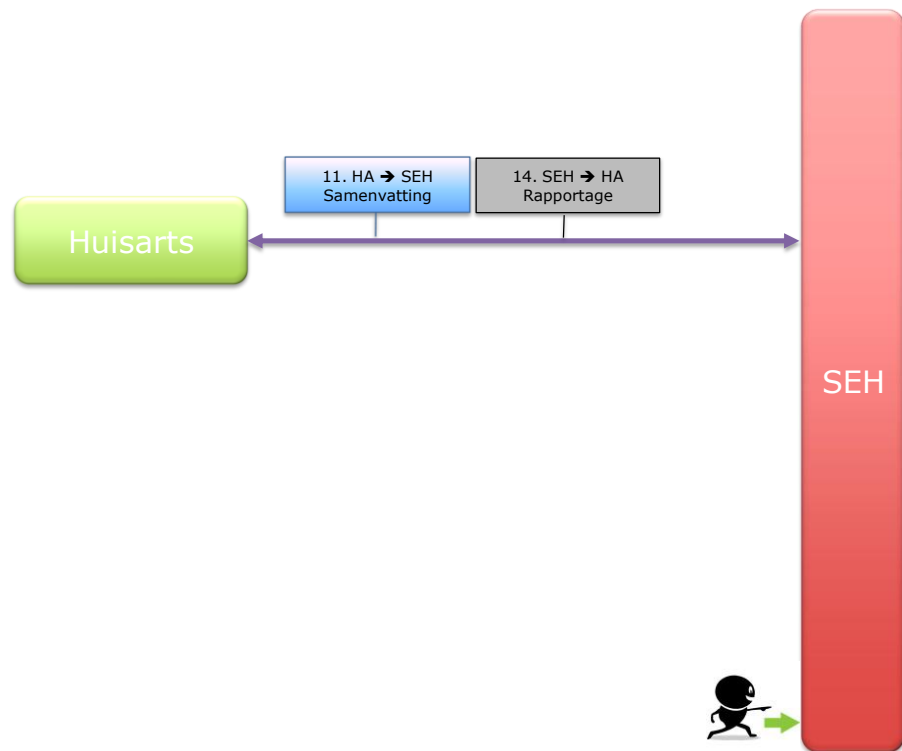 11. HA ➔ SEH
Samenvatting
14. SEH ➔ HA
Rapportage
Huisarts
SEH